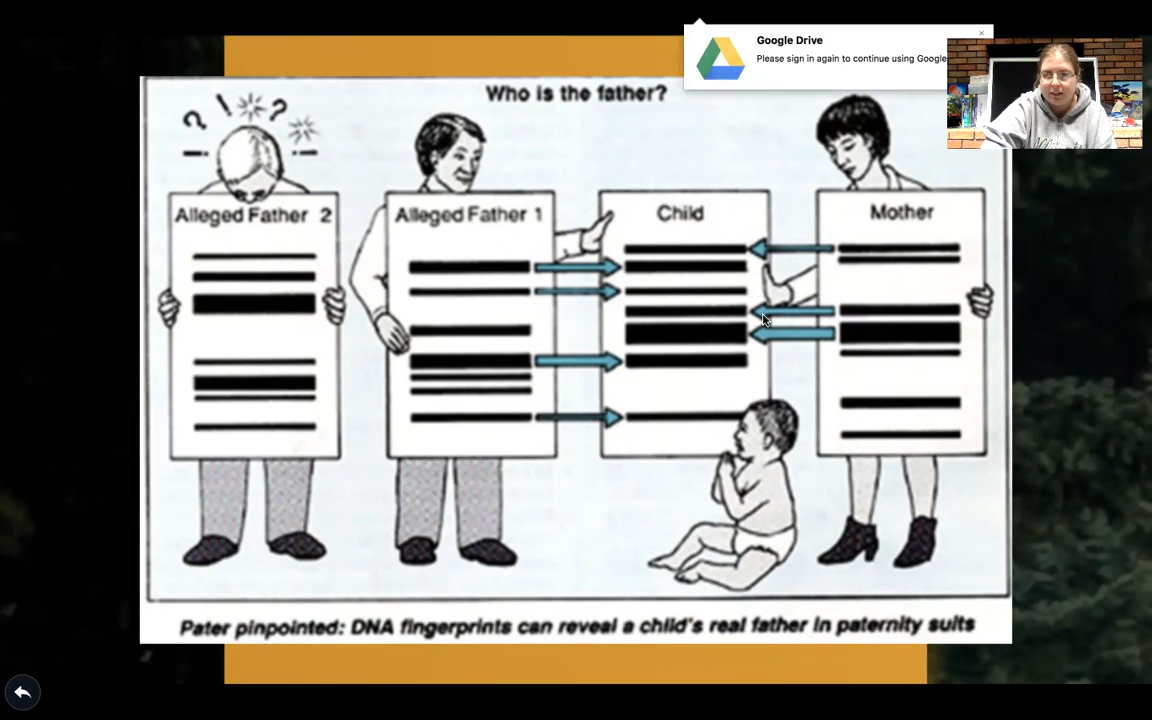 Google Drive
Please sign in again to continue using Google
Who is the father?
? ! ?
Alleged Father 2
Alleged Father 1
Child
Mother
Pater pinpointed: DNA fingerprints can reveal a child's real father in paternity suits